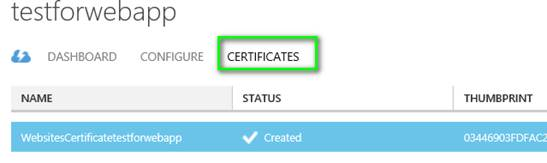 testforwebapp
DASHBOARD CONFIGURE CERTIFICATES
NAME STATUS THUMBPRINT
WebsitesCertificatetestforwebapp Created 03446903FDFAC2